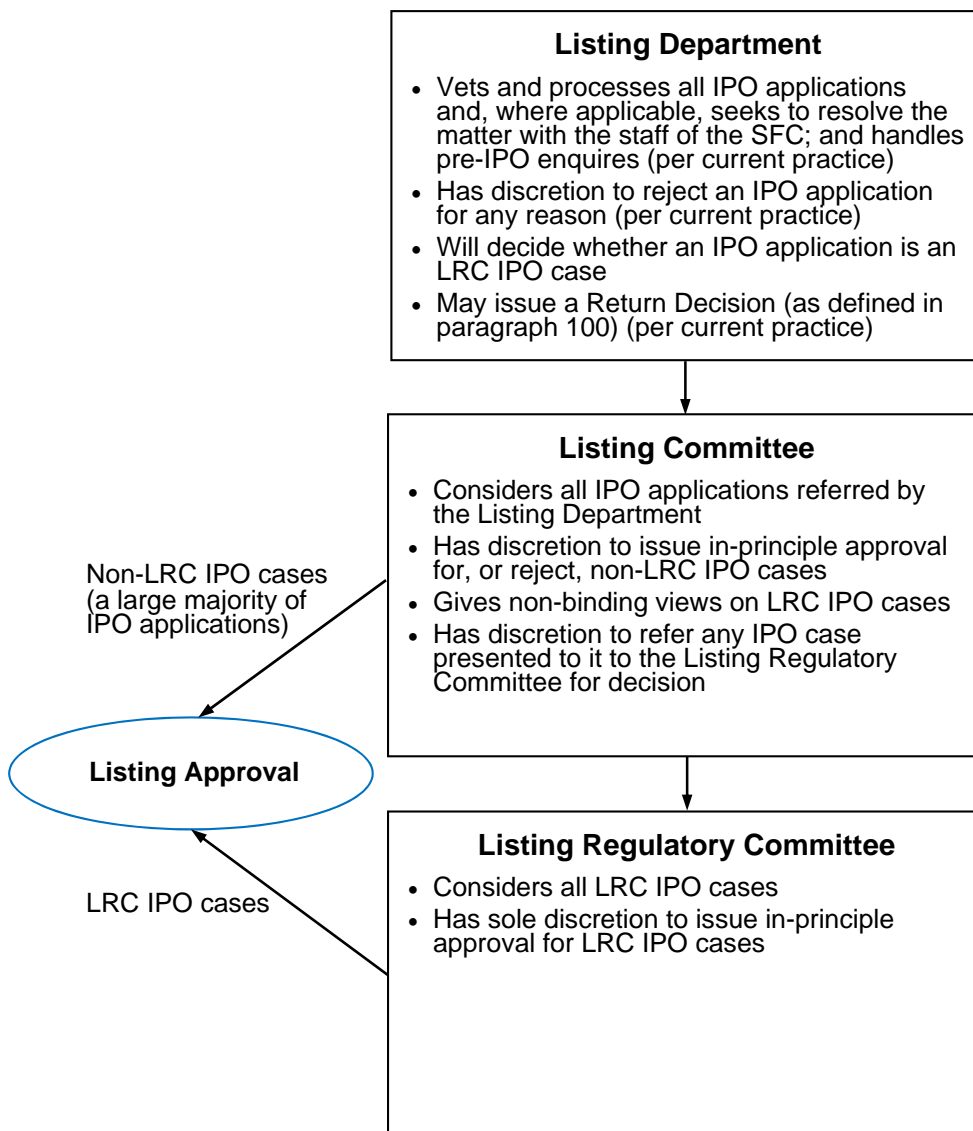 Listing Department
• Vets and processes all IPO applications
and, where applicable, seeks to resolve the
matter with the staff of the SFC; and handles
pre-IPO enquires (per current practice)
• Has discretion to reject an IPO application
for any reason (per current practice)
• Will decide whether an IPO application is an
LRC IPO case
• May issue a Return Decision (as defined in
paragraph 100) (per current practice)
Listing Committee
• Considers all IPO applications referred by
the Listing Department
• Has discretion to issue in-principle approval
for, or reject, non-LRC IPO cases
• Gives non-binding views on LRC IPO cases
• Has discretion to refer any IPO case
presented to it to the Listing Regulatory
Committee for decision
Non-LRC IPO cases
(a large majority of
IPO applications)
Listing Approval
LRC IPO cases
Listing Regulatory Committee
• Considers all LRC IPO cases
• Has sole discretion to issue in-principle
approval for LRC IPO cases